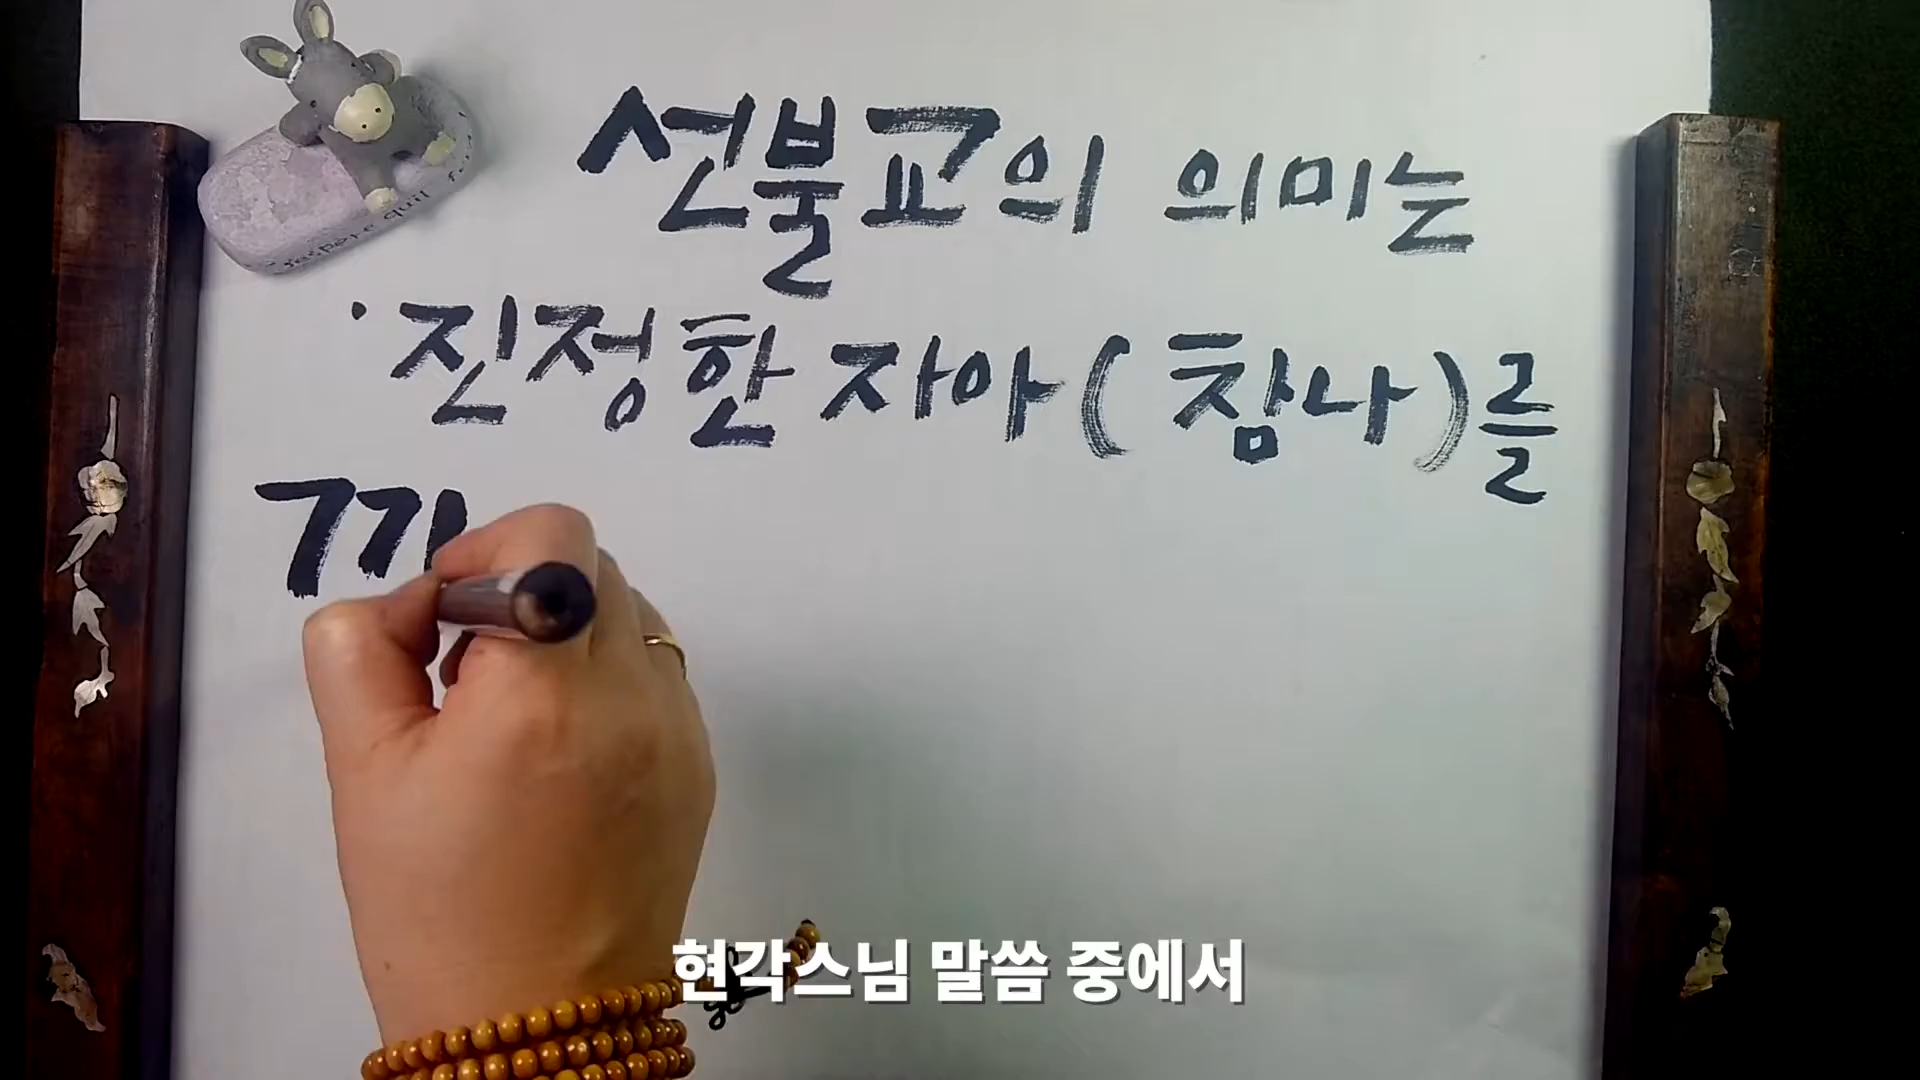 선불교의 의미는
· 진정한 자아 (참나)를
현각스님 말씀 중에서